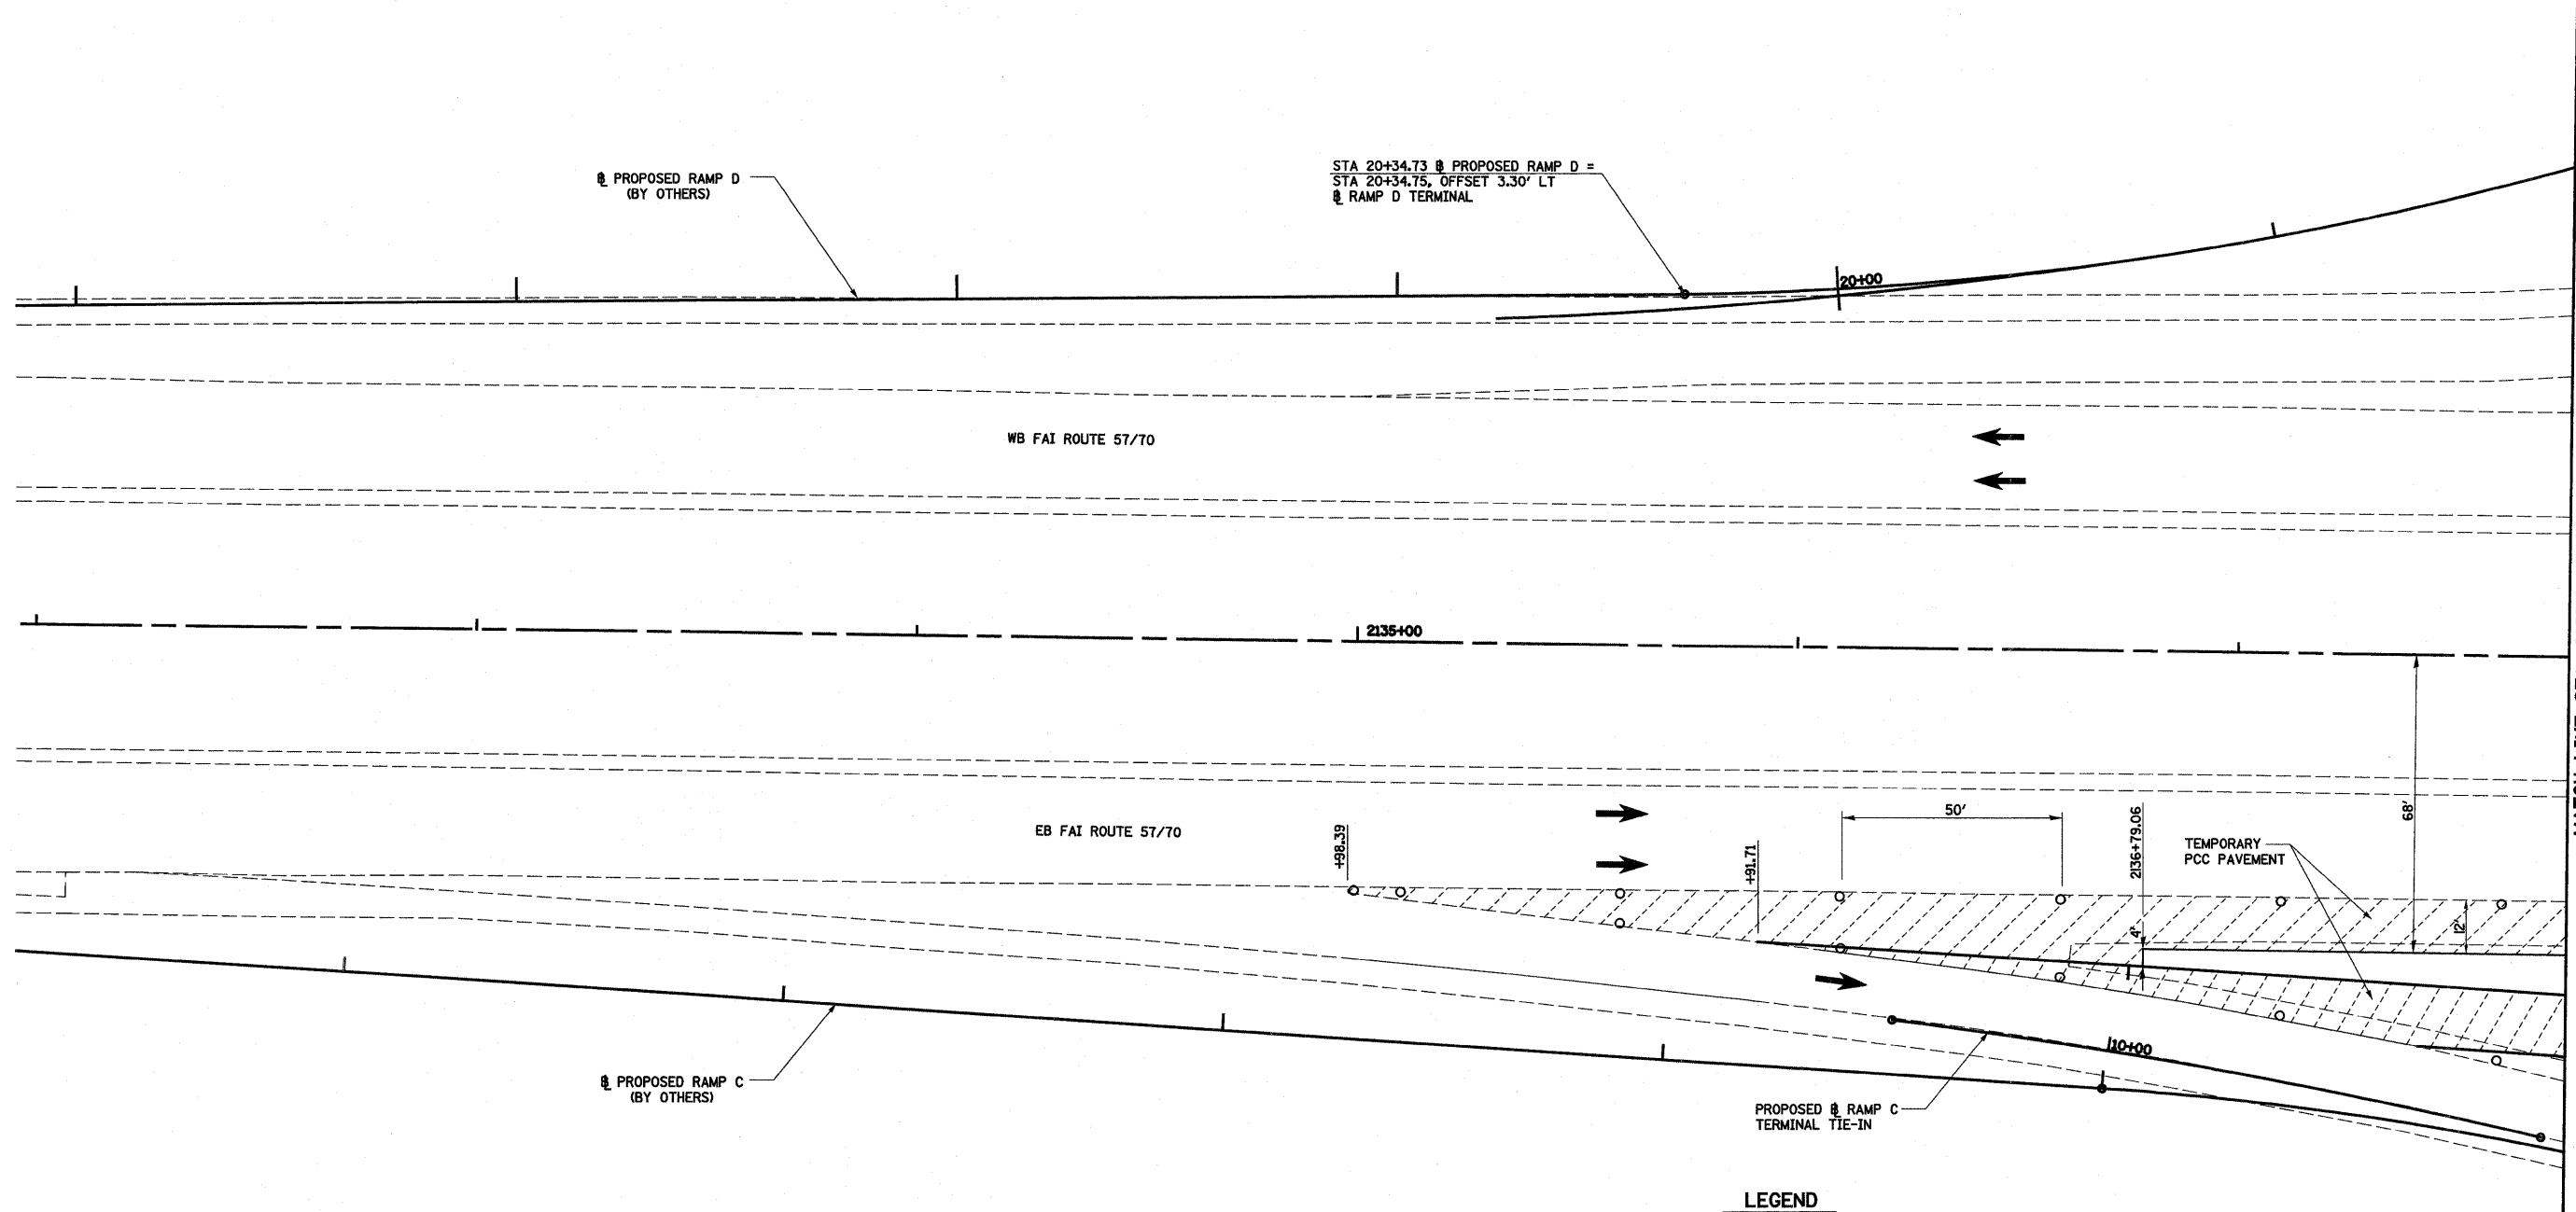 ℄ PROPOSED RAMP D
(BY OTHERS)
STA 20+34.73 ℄ PROPOSED RAMP D =
STA 20+34.75, OFFSET 3.30' LT
℄ RAMP D TERMINAL
20+00
WB FAI ROUTE 57/70
2135+00
EB FAI ROUTE 57/70
+98.39
+91.71
50'
2136+79.06
4'
68'
12'
TEMPORARY
PCC PAVEMENT
10+00
℄ PROPOSED RAMP C
(BY OTHERS)
PROPOSED ℄ RAMP C
TERMINAL TIE-IN
LEGEND